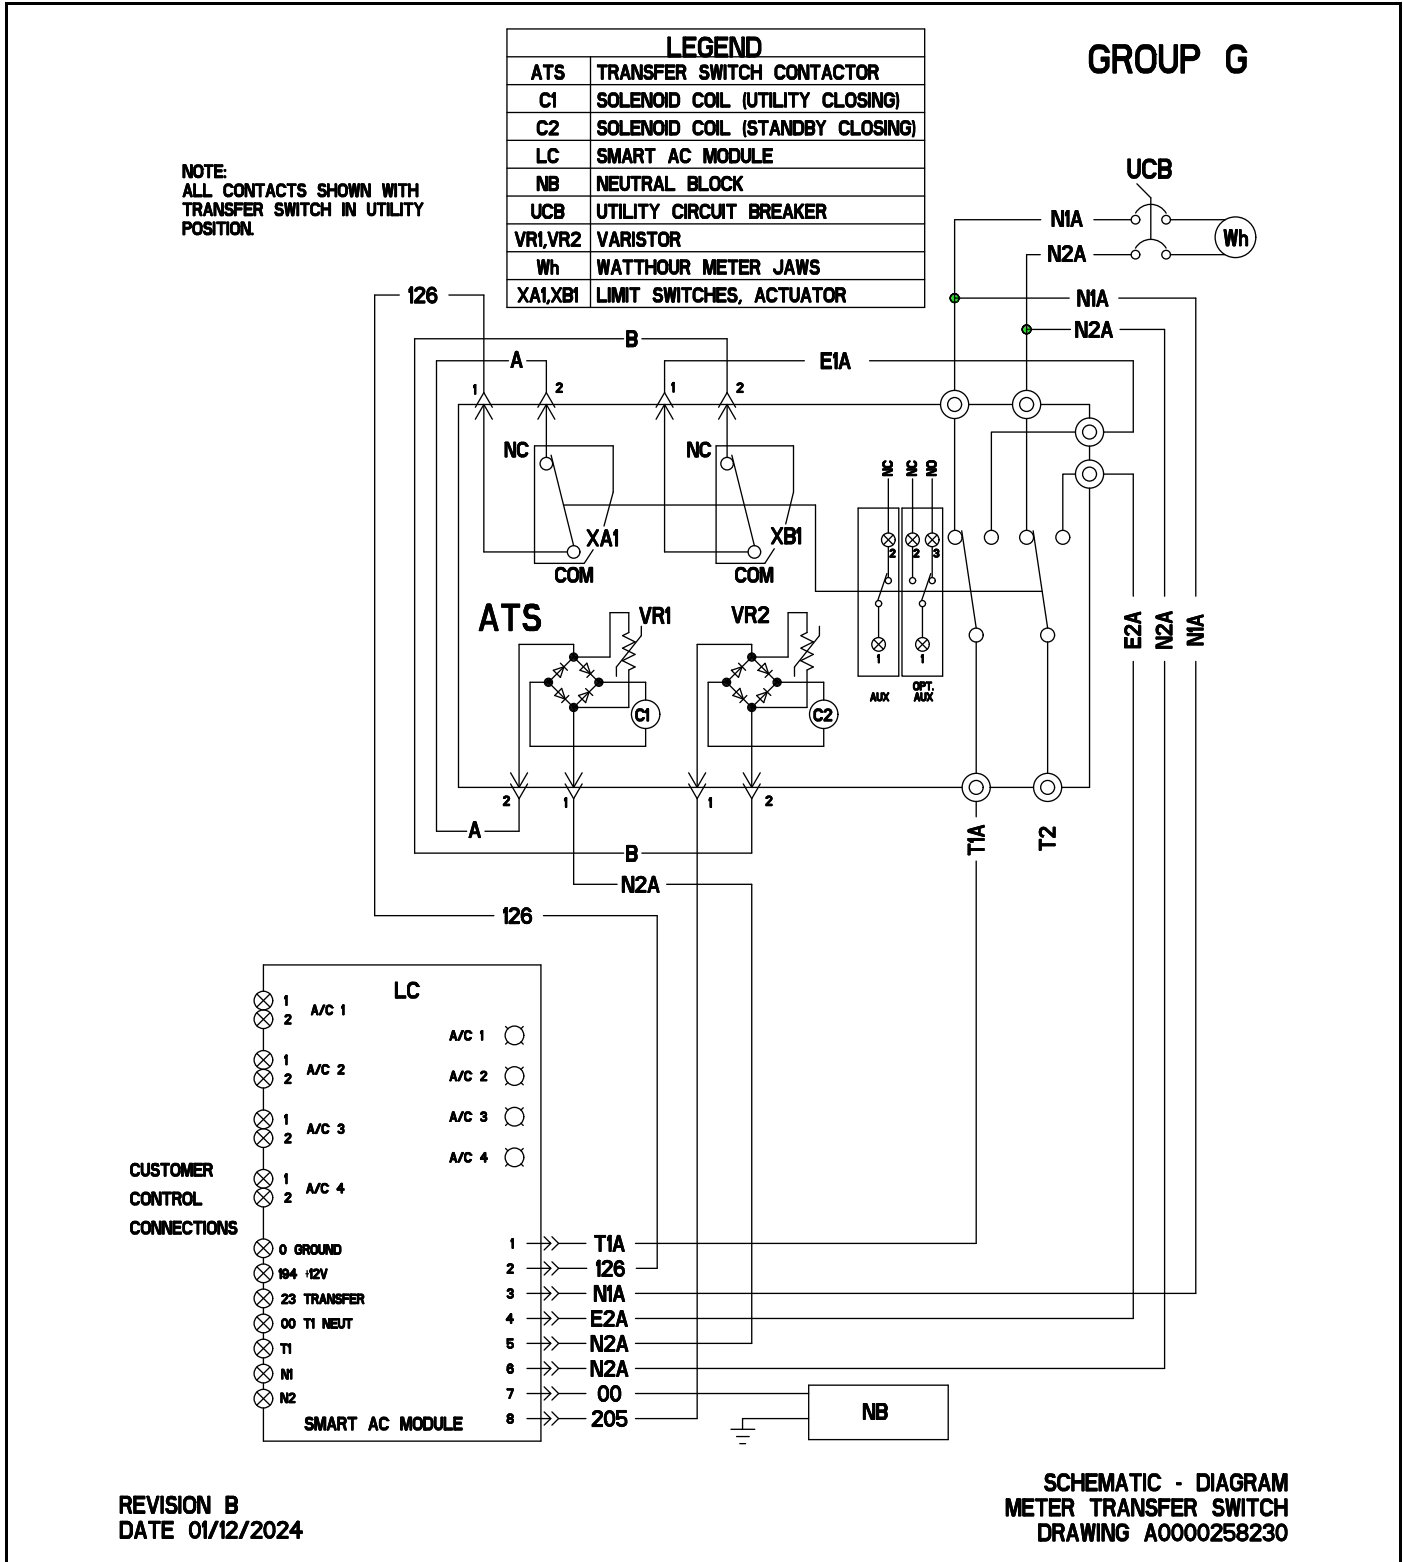 LEGEND
ATS TRANSFER SWITCH CONTACTOR
C1 SOLENOID COIL (UTILITY CLOSING)
C2 SOLENOID COIL (STANDBY CLOSING)
LC SMART AC MODULE
NB NEUTRAL BLOCK
UCB UTILITY CIRCUIT BREAKER
VR1,VR2 VARISTOR
Wh WATTHOUR METER JAWS
XA1,XB1 LIMIT SWITCHES, ACTUATOR
GROUP G
NOTE:
ALL CONTACTS SHOWN WITH
TRANSFER SWITCH IN UTILITY
POSITION.
UCB
N1A
Wh
N2A
126
N1A
N2A
B
A
E1A
1
2
1
2
NC
NC
NC
NC
NO
XA1
XB1
2
2
3
COM
COM
ATS
VR1
VR2
E2A
N2A
N1A
1
1
AUX
OPT.
AUX
C1
C2
2
1
1
2
A
B
T1A
T2
N2A
126
LC
1
2
A/C 1
A/C 1
1
2
A/C 2
A/C 2
1
2
A/C 3
A/C 3
1
2
A/C 4
A/C 4
CUSTOMER
CONTROL
CONNECTIONS
0 GROUND
194 +12V
23 TRANSFER
00 T1 NEUT
T1
N1
N2
1 T1A
2 126
3 N1A
4 E2A
5 N2A
6 N2A
7 00
8 205
NB
SMART AC MODULE
REVISION B
DATE 01/12/2024
SCHEMATIC - DIAGRAM
METER TRANSFER SWITCH
DRAWING A0000258230